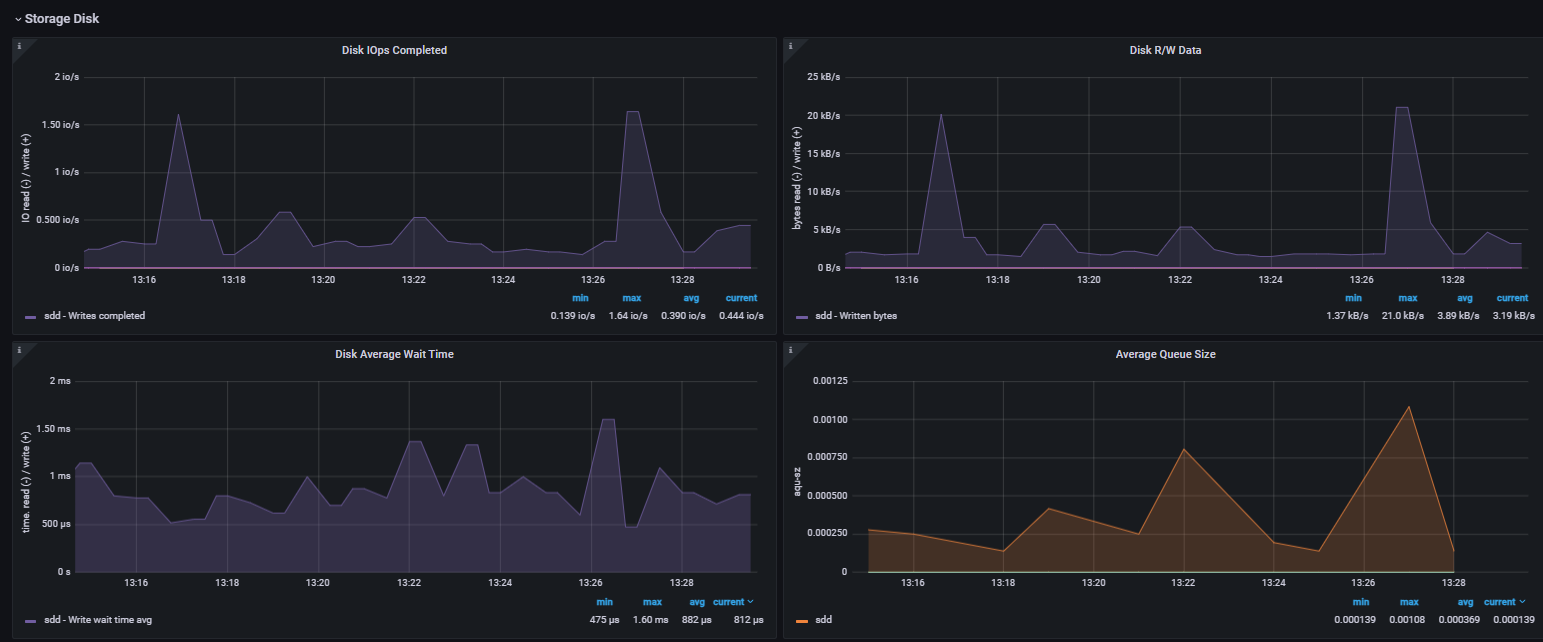 Storage Disk
Disk IOps Completed
IO read (-) / write (+)
2 io/s
1.50 io/s
1 io/s
0.500 io/s
0 io/s
13:16 13:18 13:20 13:22 13:24 13:26 13:28
min max avg current
sdd - Writes completed 0.139 io/s 1.64 io/s 0.390 io/s 0.444 io/s
Disk R/W Data
bytes read (-) / write (+)
25 kB/s
20 kB/s
15 kB/s
10 kB/s
5 kB/s
0 B/s
13:16 13:18 13:20 13:22 13:24 13:26 13:28
min max avg current
sdd - Written bytes 1.37 kB/s 21.0 kB/s 3.89 kB/s 3.19 kB/s
Disk Average Wait Time
time. read (-) / write (+)
2 ms
1.50 ms
1 ms
500 µs
0 s
13:16 13:18 13:20 13:22 13:24 13:26 13:28
min max avg current
sdd - Write wait time avg 475 µs 1.60 ms 882 µs 812 µs
Average Queue Size
aqu-sz
0.00125
0.00100
0.000750
0.000500
0.000250
0
13:16 13:18 13:20 13:22 13:24 13:26 13:28
min max avg current
sdd 0.000139 0.00108 0.000369 0.000139